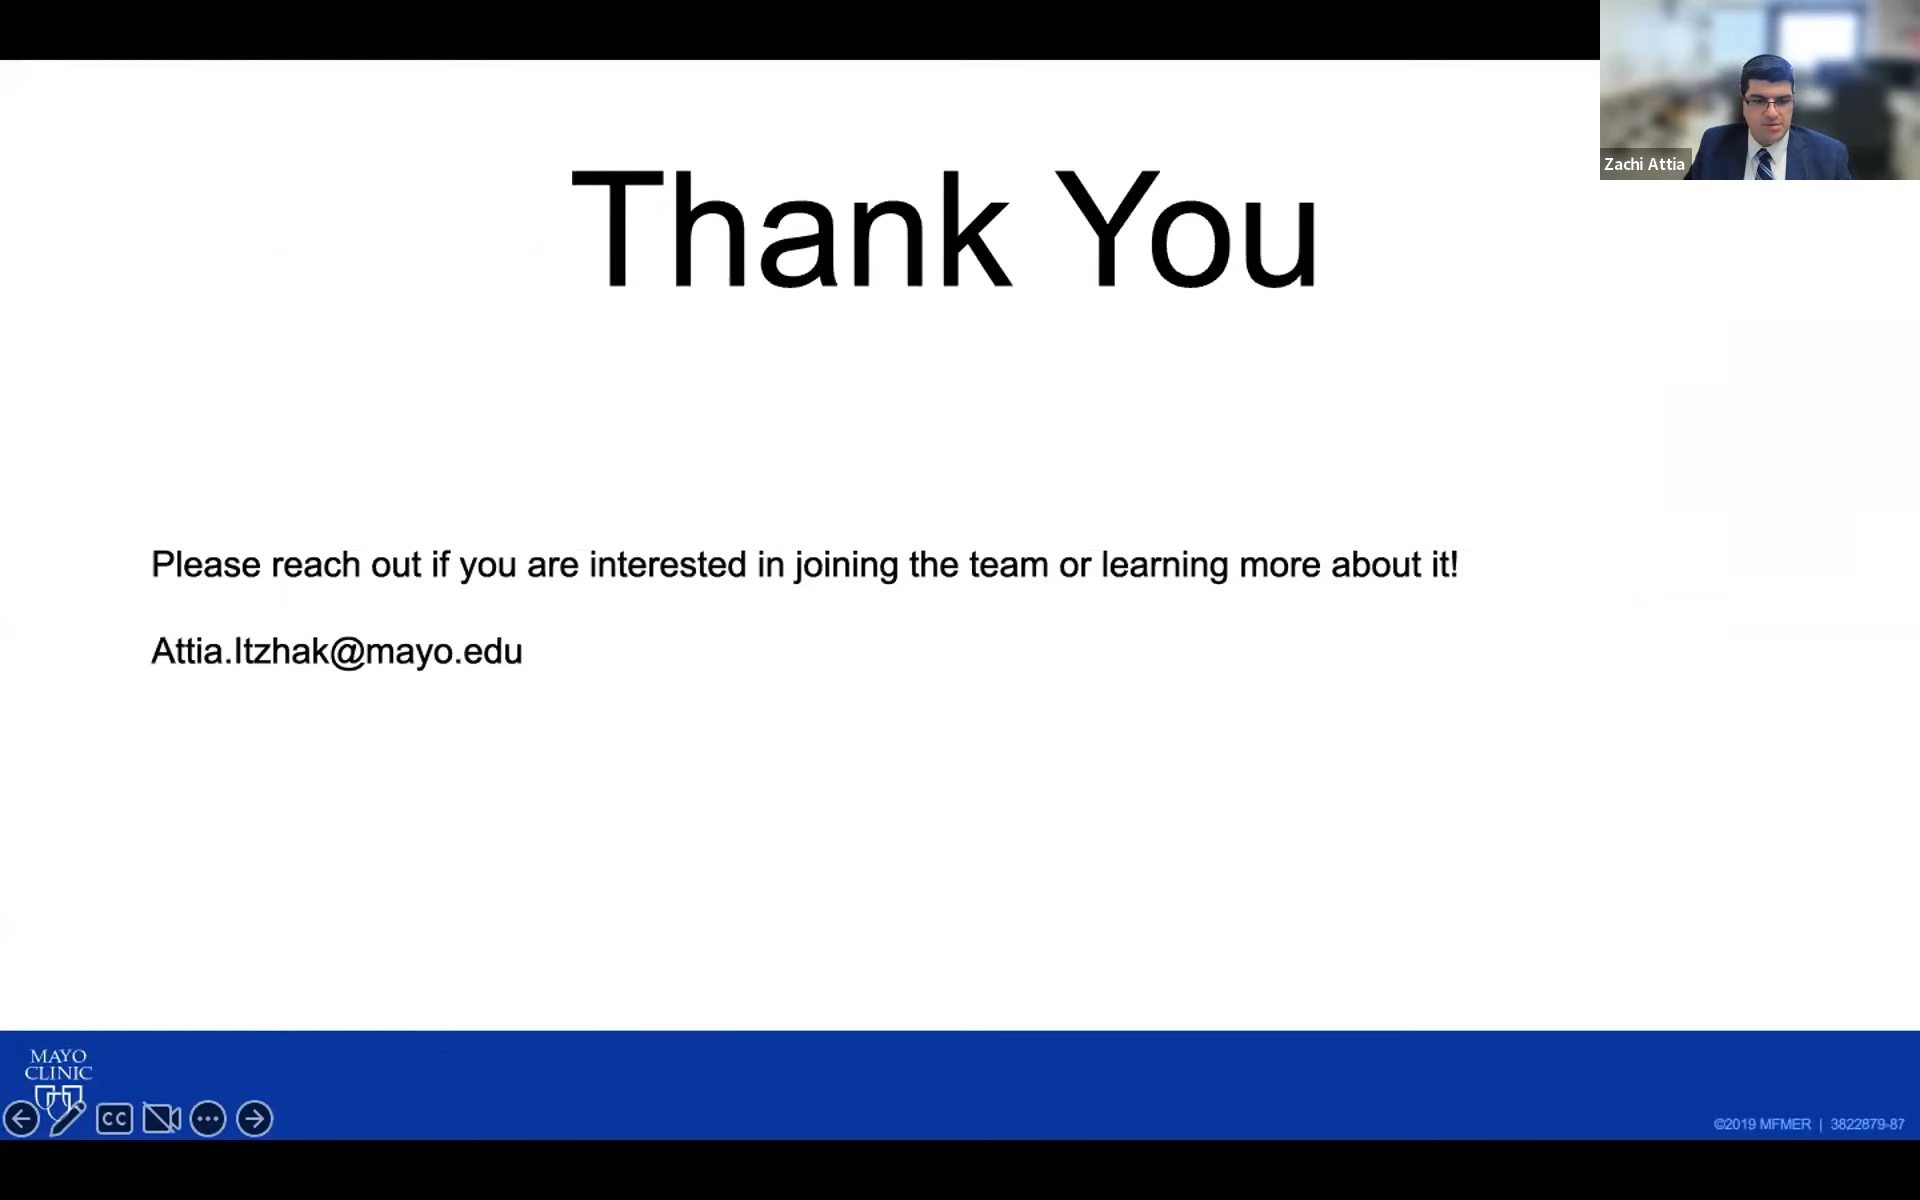 Zachi Attia
Thank You
Please reach out if you are interested in joining the team or learning more about it!
Attia.Itzhak@mayo.edu
MAYO
CLINIC
CC
©2019 MFMER | 3822879-87